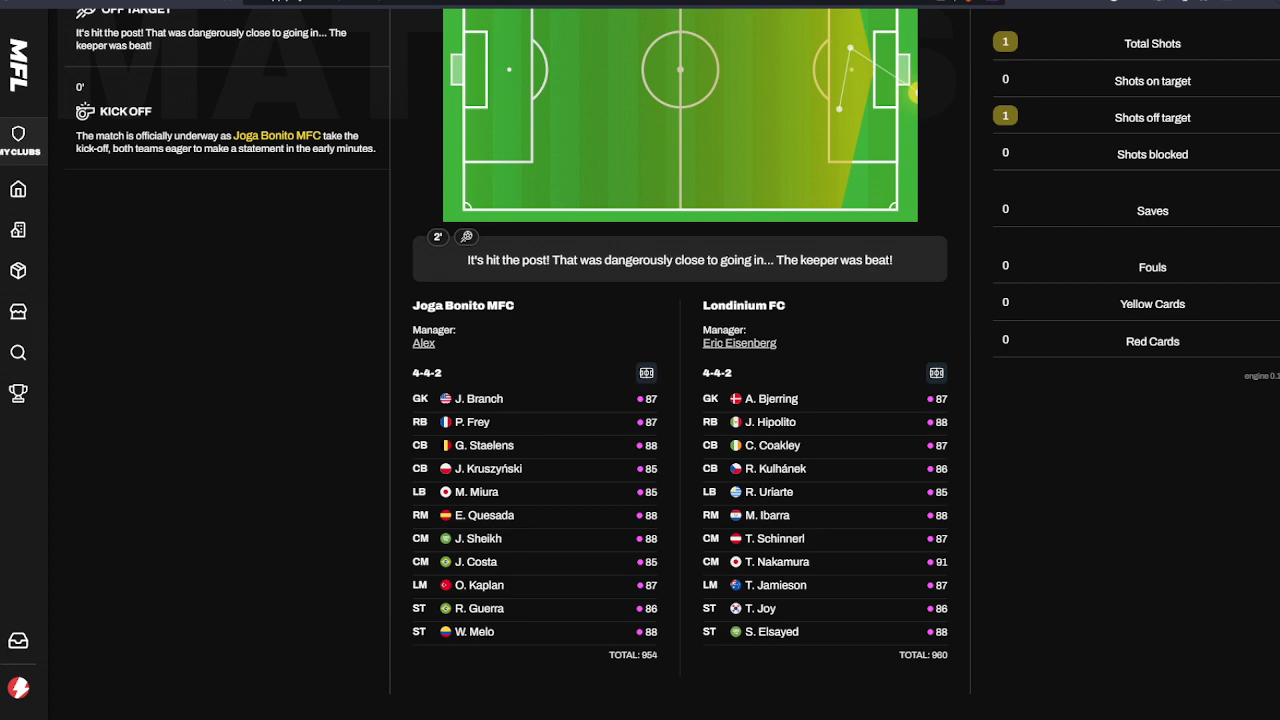 OFF TARGET
It's hit the post! That was dangerously close to going in... The
keeper was beat!
0'
KICK OFF
The match is officially underway as Joga Bonito MFC take the
kick-off, both teams eager to make a statement in the early minutes.
MFL
MY CLUBS
2'
It's hit the post! That was dangerously close to going in... The keeper was beat!
Joga Bonito MFC
Manager:
Alex
4-4-2
GK J. Branch 87
RB P. Frey 87
CB G. Staelens 88
CB J. Kruszyński 85
LB M. Miura 85
RM E. Quesada 88
CM J. Sheikh 88
CM J. Costa 85
LM O. Kaplan 87
ST R. Guerra 86
ST W. Melo 88
TOTAL: 954
Londinium FC
Manager:
Eric Eisenberg
4-4-2
GK A. Bjerring 87
RB J. Hipolito 88
CB C. Coakley 87
CB R. Kulhánek 86
LB R. Uriarte 85
RM M. Ibarra 88
CM T. Schinnerl 87
CM T. Nakamura 91
LM T. Jamieson 87
ST T. Joy 86
ST S. Elsayed 88
TOTAL: 960
1 Total Shots
0 Shots on target
1 Shots off target
0 Shots blocked
0 Saves
0 Fouls
0 Yellow Cards
0 Red Cards
engine 0.1